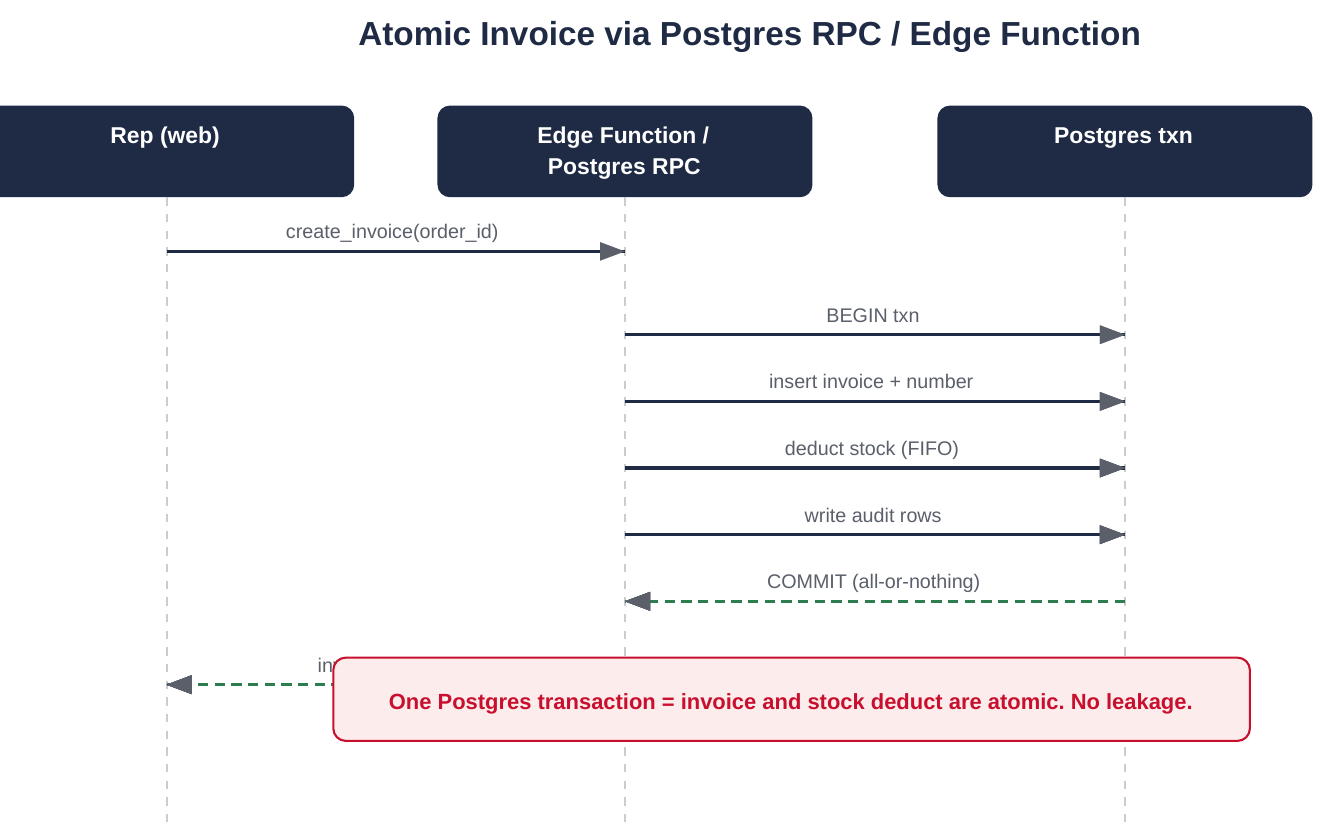 Atomic Invoice via Postgres RPC / Edge Function
Rep (web)
Edge Function /
Postgres RPC
Postgres txn
create_invoice(order_id)
BEGIN txn
insert invoice + number
deduct stock (FIFO)
write audit rows
COMMIT (all-or-nothing)
One Postgres transaction = invoice and stock deduct are atomic. No leakage.